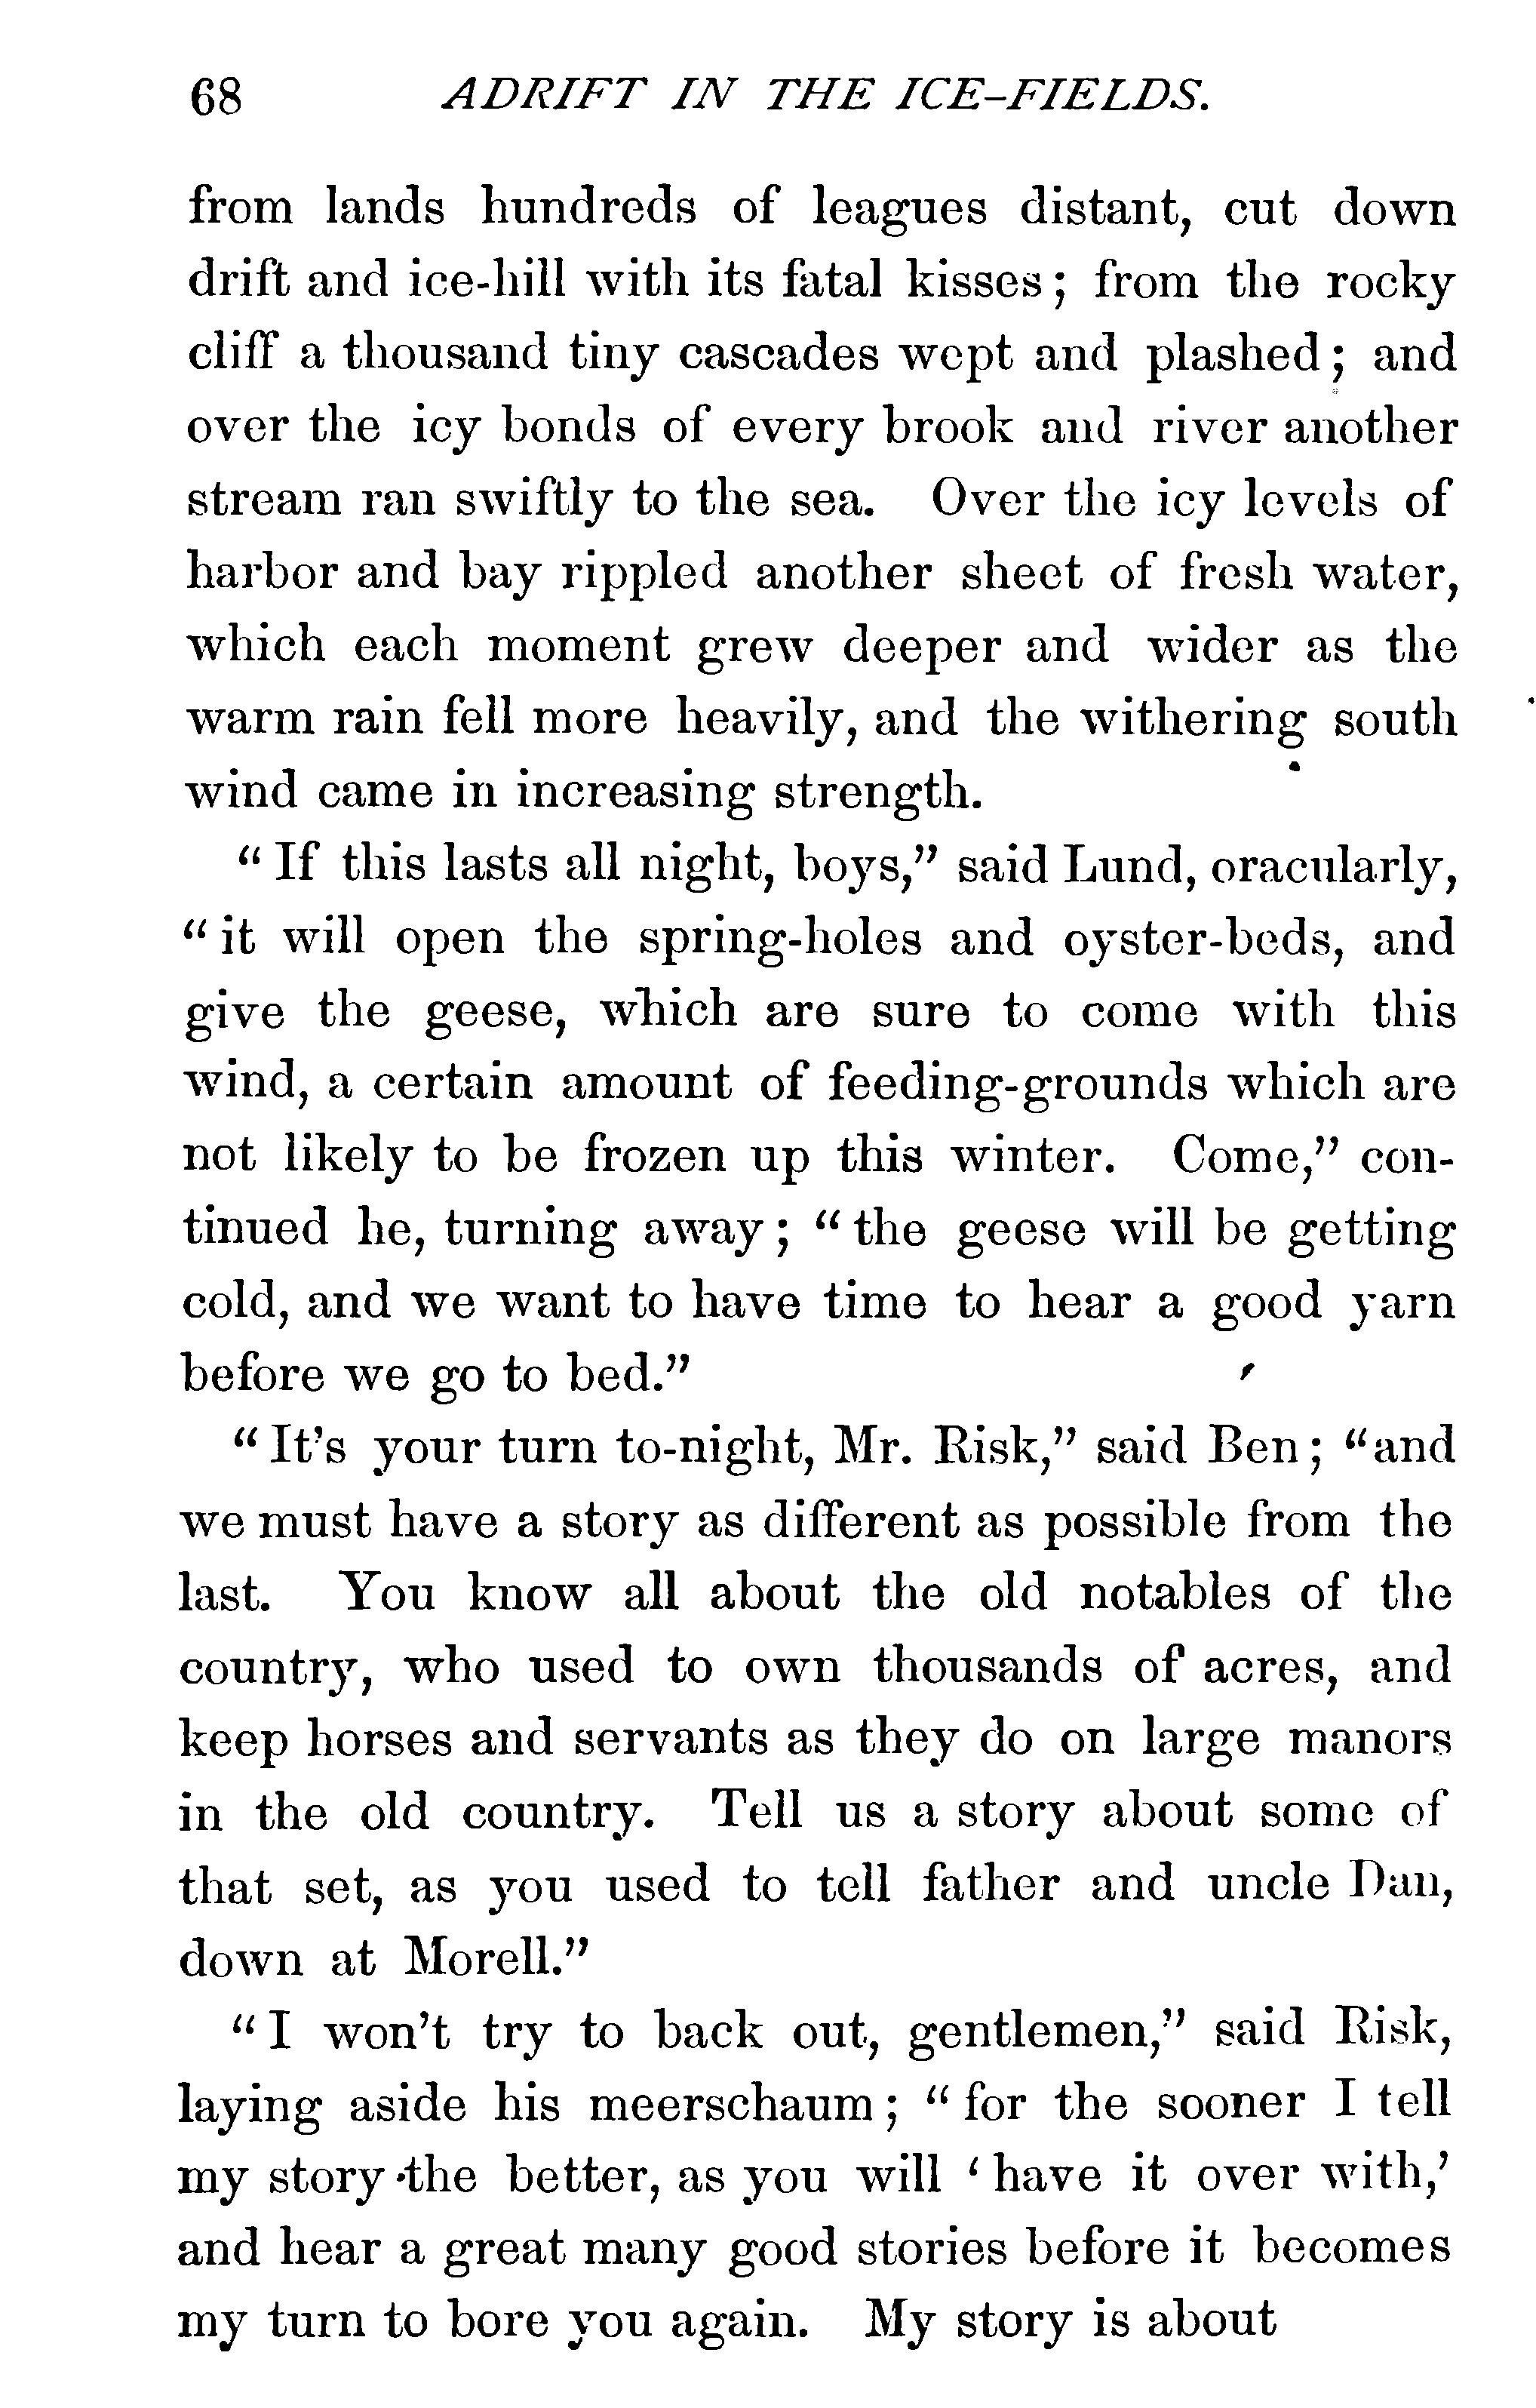 68 ADRIFT IN THE ICE-FIELDS.
from lands hundreds of leagues distant, cut down
drift and ice-hill with its fatal kisses; from the rocky
cliff a thousand tiny cascades wept and plashed; and
over the icy bonds of every brook and river another
stream ran swiftly to the sea. Over the icy levels of
harbor and bay rippled another sheet of fresh water,
which each moment grew deeper and wider as the
warm rain fell more heavily, and the withering south
wind came in increasing strength.
“If this lasts all night, boys,” said Lund, oracularly,
“it will open the spring-holes and oyster-beds, and
give the geese, which are sure to come with this
wind, a certain amount of feeding-grounds which are
not likely to be frozen up this winter. Come,” con-
tinued he, turning away; “the geese will be getting
cold, and we want to have time to hear a good yarn
before we go to bed.”
“It’s your turn to-night, Mr. Risk,” said Ben; “and
we must have a story as different as possible from the
last. You know all about the old notables of the
country, who used to own thousands of acres, and
keep horses and servants as they do on large manors
in the old country. Tell us a story about some of
that set, as you used to tell father and uncle Dan,
down at Morell.”
“I won’t try to back out, gentlemen,” said Risk,
laying aside his meerschaum; “for the sooner I tell
my story the better, as you will ‘have it over with,’
and hear a great many good stories before it becomes
my turn to bore you again. My story is about